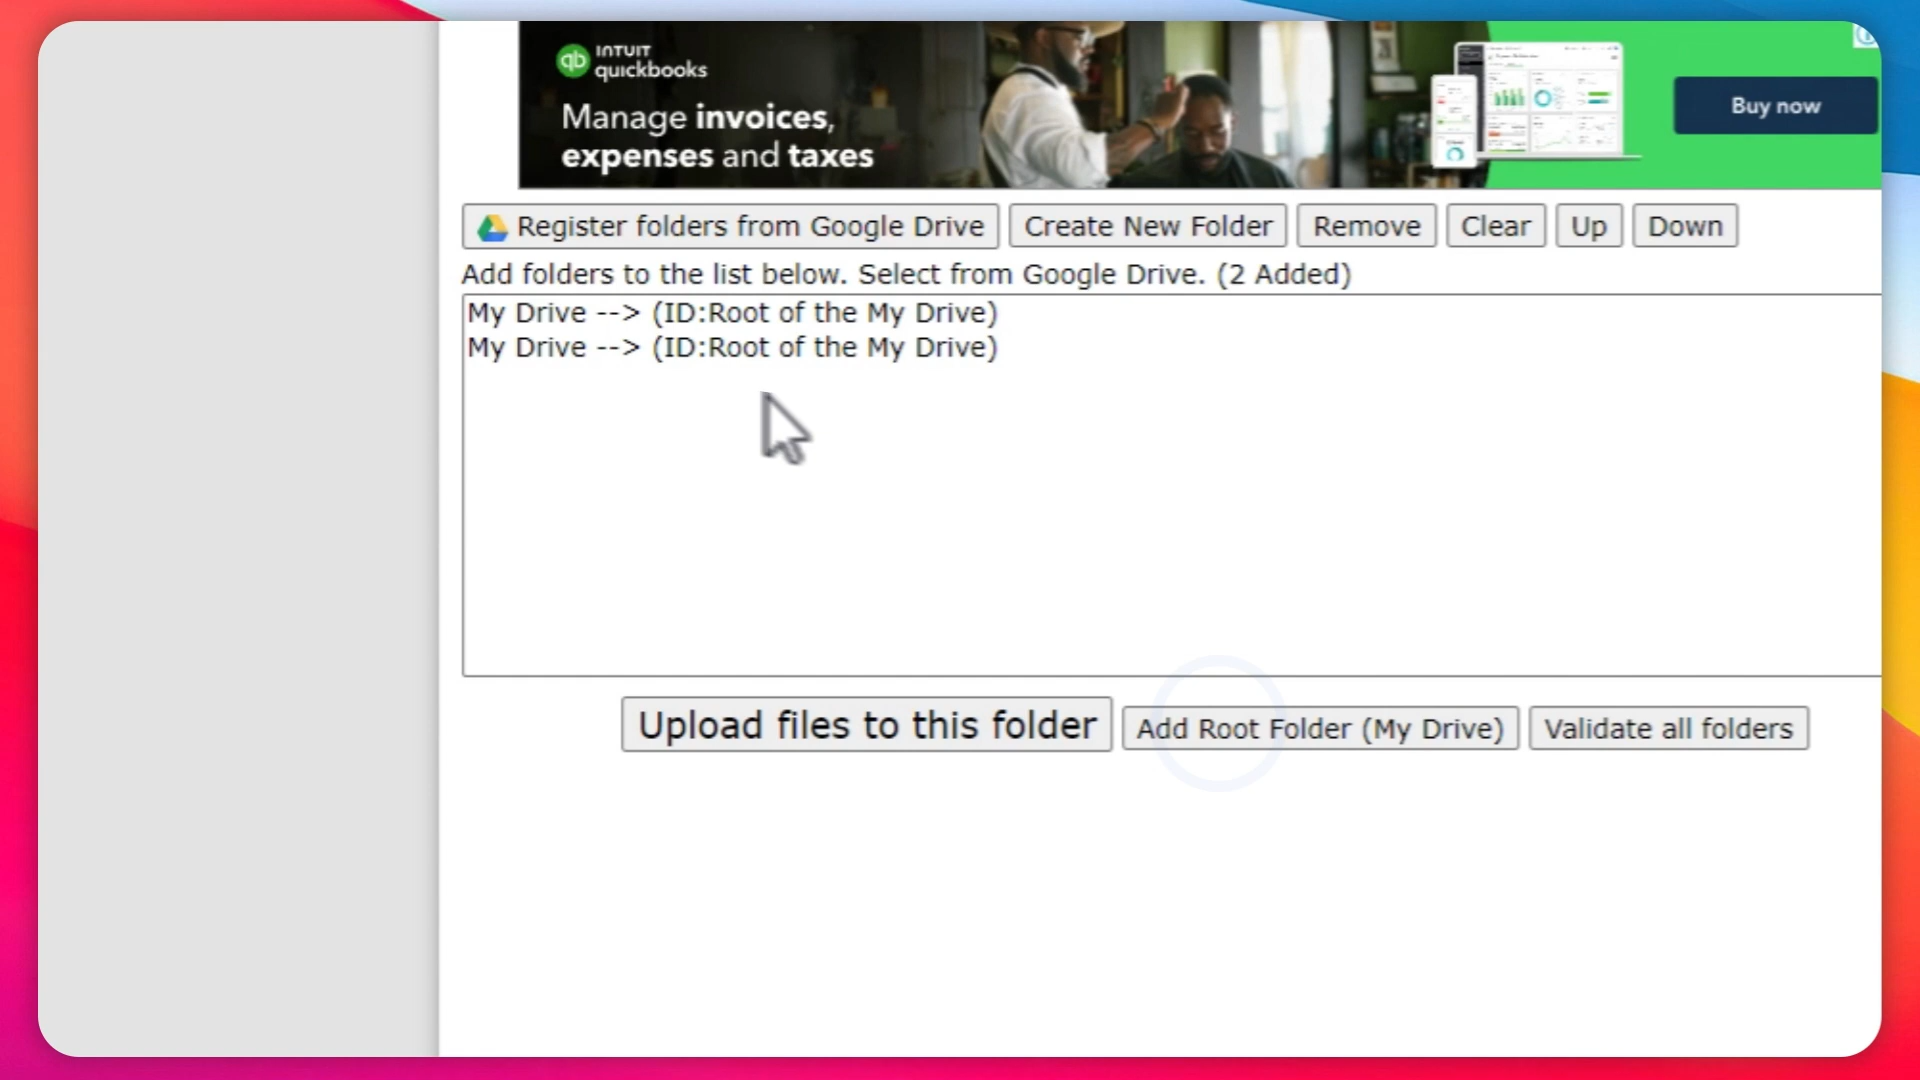 INTUIT
qb quickbooks
Manage invoices,
expenses and taxes
Buy now
Register folders from Google Drive Create New Folder Remove Clear Up Down
Add folders to the list below. Select from Google Drive. (2 Added)
My Drive --> (ID:Root of the My Drive)
My Drive --> (ID:Root of the My Drive)
Upload files to this folder Add Root Folder (My Drive) Validate all folders